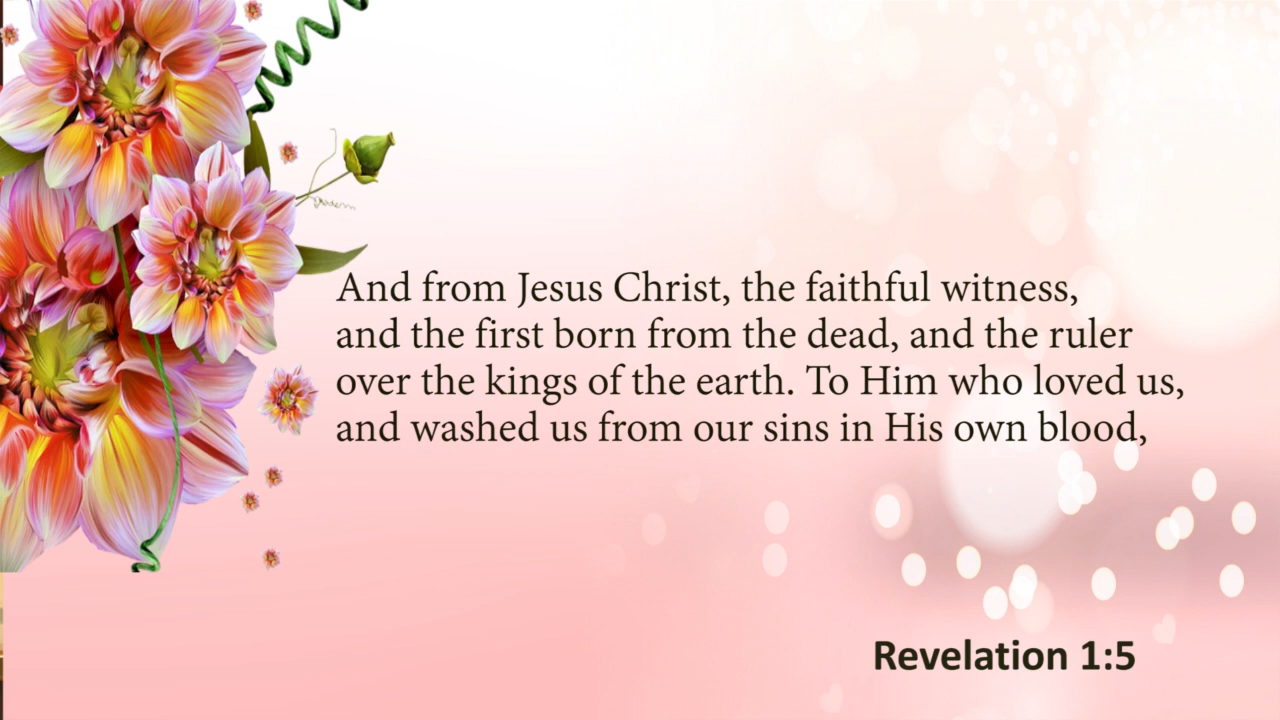 And from Jesus Christ, the faithful witness,
and the first born from the dead, and the ruler
over the kings of the earth. To Him who loved us,
and washed us from our sins in His own blood,
Revelation 1:5